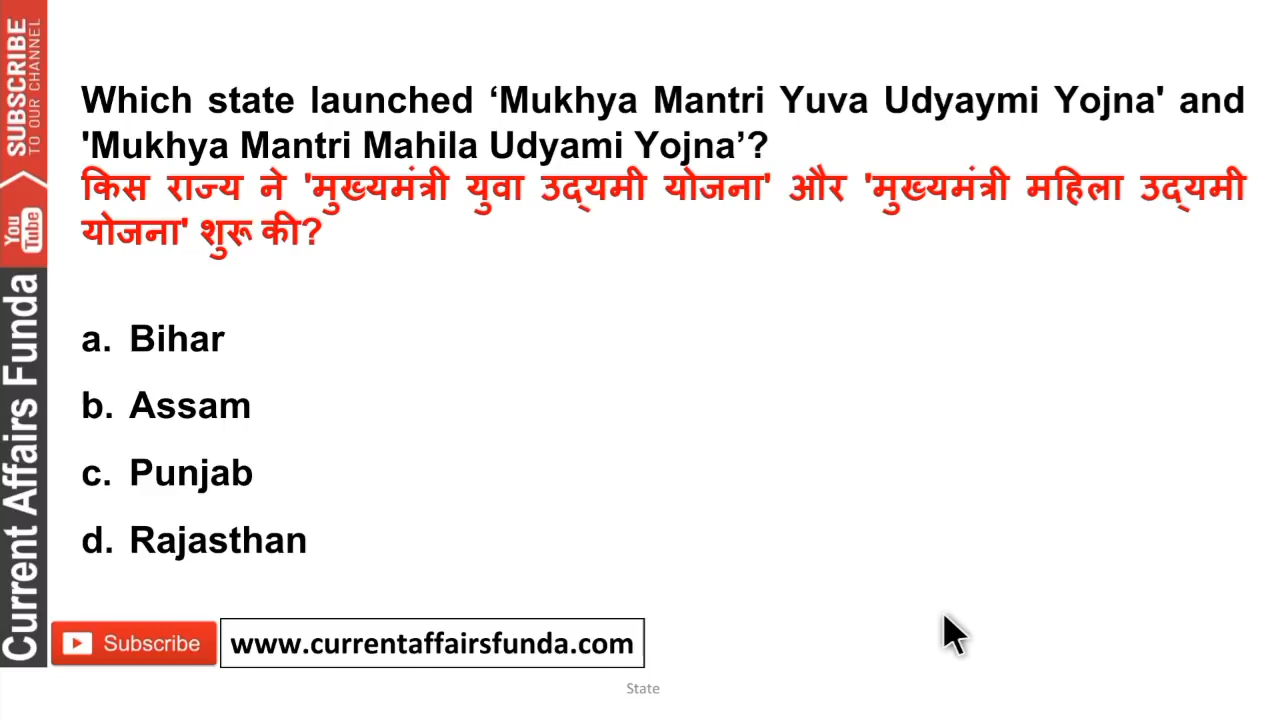 Which state launched ‘Mukhya Mantri Yuva Udyaymi Yojna' and
'Mukhya Mantri Mahila Udyami Yojna’?
किस राज्य ने 'मुख्यमंत्री युवा उद्यमी योजना' और 'मुख्यमंत्री महिला उद्यमी
योजना' शुरू की?
a. Bihar
b. Assam
c. Punjab
d. Rajasthan
SUBSCRIBE
TO OUR CHANNEL
You
Tube
Current Affairs Funda
Subscribe
www.currentaffairsfunda.com
State